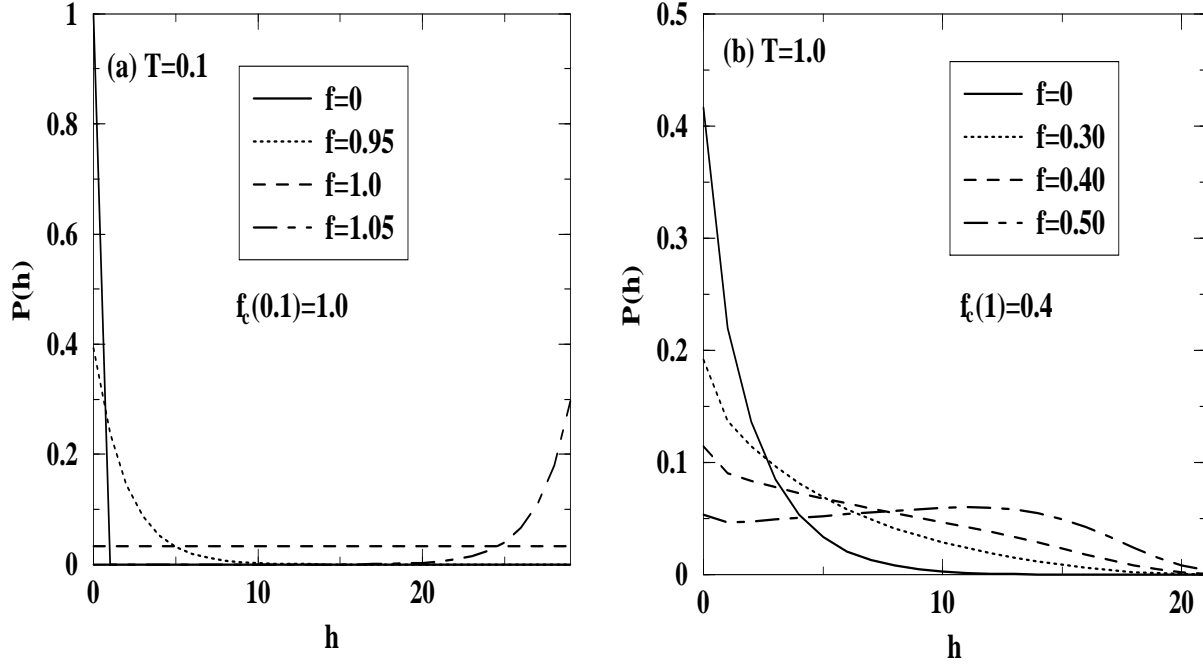 (a) T=0.1
f=0
f=0.95
f=1.0
f=1.05
f_c(0.1)=1.0
P(h)
1
0.8
0.6
0.4
0.2
0
0
10
20
h
(b) T=1.0
f=0
f=0.30
f=0.40
f=0.50
f_c(1)=0.4
P(h)
0.5
0.4
0.3
0.2
0.1
0
0
10
20
h